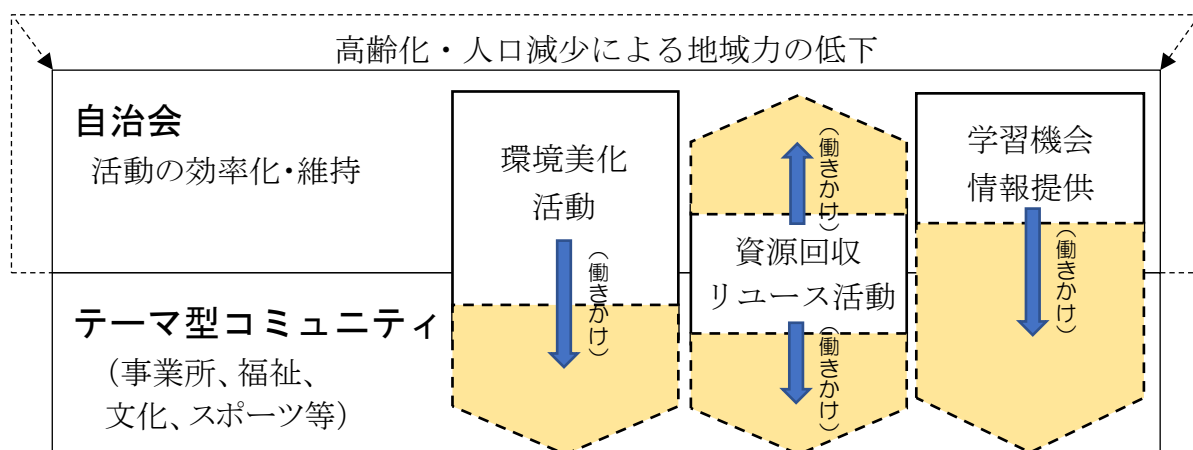 高齢化・人口減少による地域力の低下
自治会
活動の効率化・維持
環境美化
活動
(働きかけ)
(働きかけ)
資源回収
リユース活動
(働きかけ)
学習機会
情報提供
(働きかけ)
テーマ型コミュニティ
(事業所、福祉、
文化、スポーツ等)